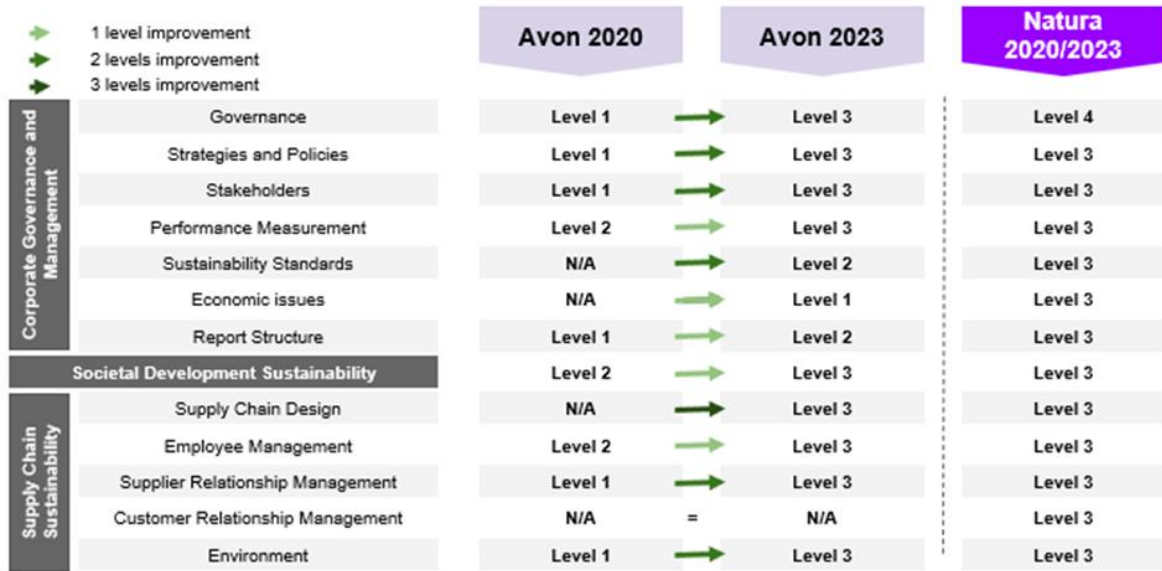 1 level improvement
2 levels improvement
3 levels improvement
Avon 2020
Avon 2023
Natura
2020/2023
Corporate Governance and
Management
Governance Level 1 Level 3 Level 4
Strategies and Policies Level 1 Level 3 Level 3
Stakeholders Level 1 Level 3 Level 3
Performance Measurement Level 2 Level 3 Level 3
Sustainability Standards N/A Level 2 Level 3
Economic issues N/A Level 1 Level 3
Report Structure Level 1 Level 2 Level 3
Societal Development Sustainability Level 2 Level 3 Level 3
Supply Chain
Sustainability
Supply Chain Design N/A Level 3 Level 3
Employee Management Level 2 Level 3 Level 3
Supplier Relationship Management Level 1 Level 3 Level 3
Customer Relationship Management N/A = N/A Level 3
Environment Level 1 Level 3 Level 3